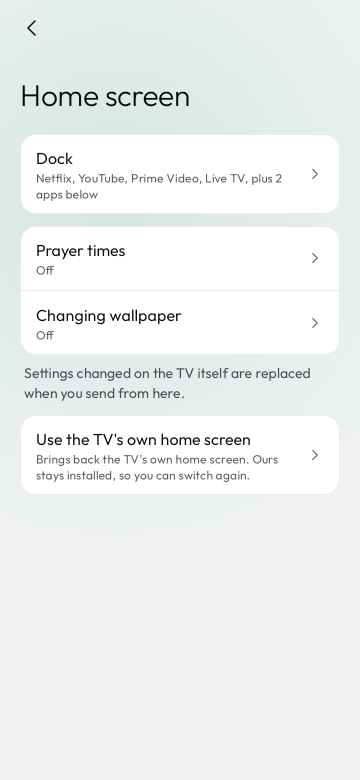 Home screen
Dock
Netflix, YouTube, Prime Video, Live TV, plus 2
apps below
Prayer times
Off
Changing wallpaper
Off
Settings changed on the TV itself are replaced
when you send from here.
Use the TV's own home screen
Brings back the TV's own home screen. Ours
stays installed, so you can switch again.